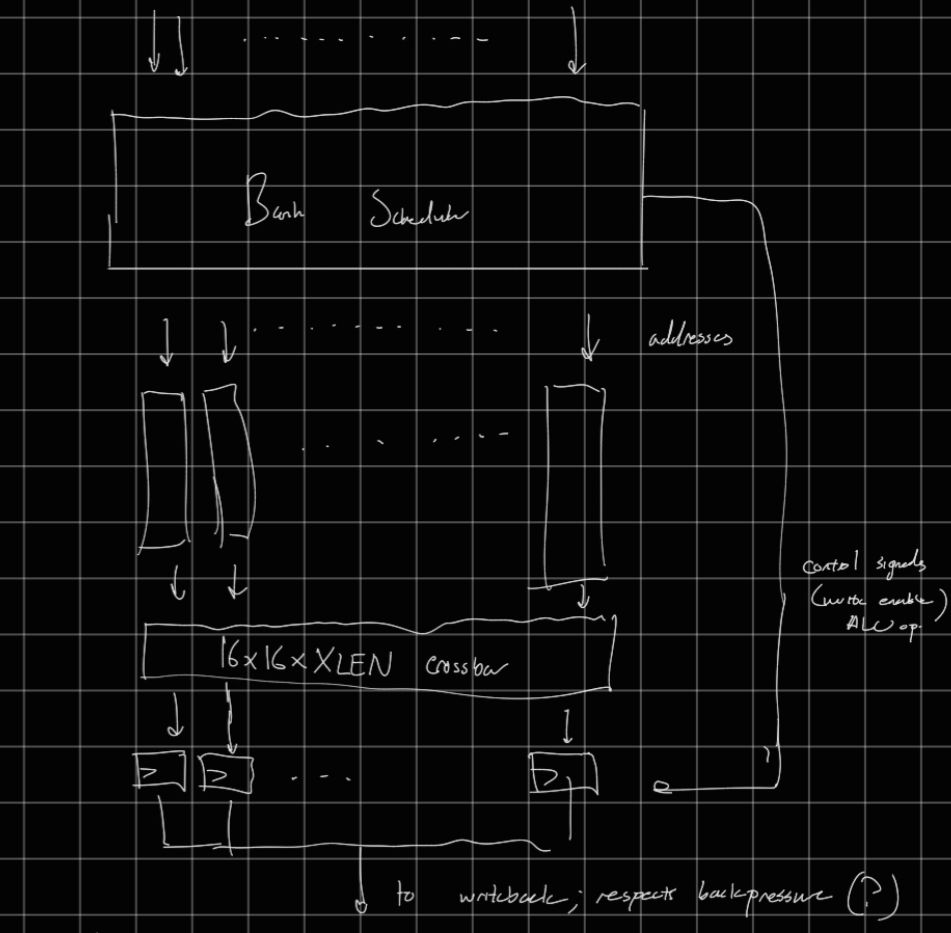 Bank Scheduler
addresses
control signals
(write enable)
ALU op.
16x16xXLEN crossbar
to writeback; respects backpressure (?)